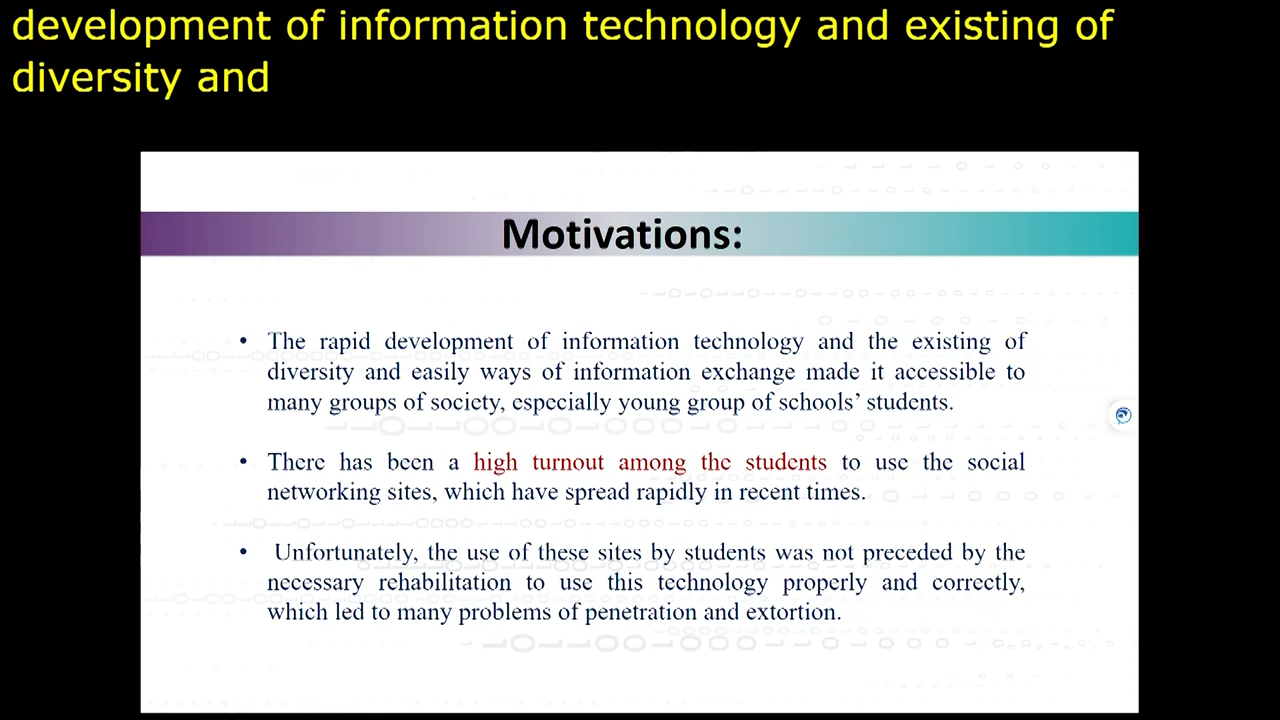 development of information technology and existing of
diversity and
Motivations:
• The rapid development of information technology and the existing of
diversity and easily ways of information exchange made it accessible to
many groups of society, especially young group of schools’ students.
• There has been a high turnout among the students to use the social
networking sites, which have spread rapidly in recent times.
• Unfortunately, the use of these sites by students was not preceded by the
necessary rehabilitation to use this technology properly and correctly,
which led to many problems of penetration and extortion.